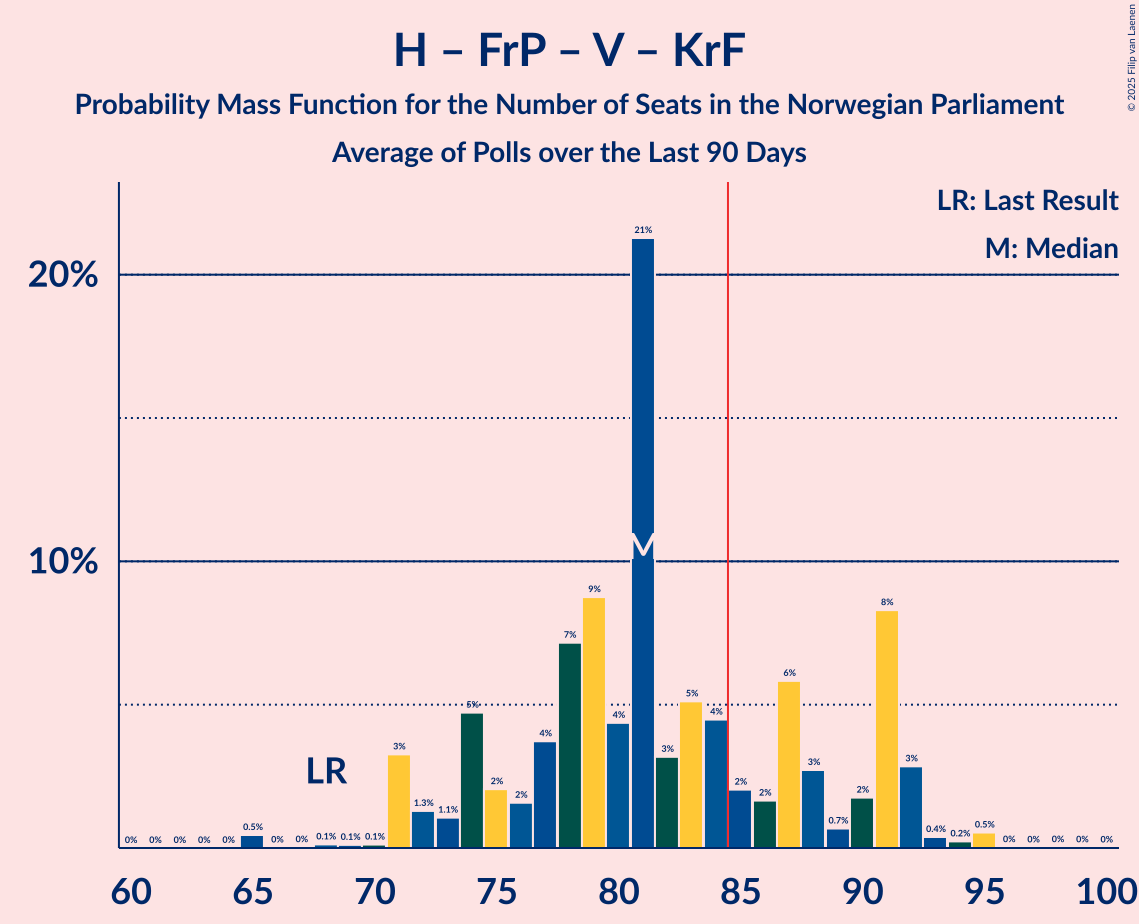 H – FrP – V – KrF
Probability Mass Function for the Number of Seats in the Norwegian Parliament
Average of Polls over the Last 90 Days
© 2025 Filip van Laenen
LR: Last Result
M: Median
20%
10%
LR
M
0% 0% 0% 0% 0% 0.5% 0% 0% 0.1% 0.1% 0.1% 3% 1.3% 1.1% 5% 2% 2% 4% 7% 9% 4% 21% 3% 5% 4% 2% 2% 6% 3% 0.7% 2% 8% 3% 0.4% 0.2% 0.5% 0% 0% 0% 0% 0%
60 65 70 75 80 85 90 95 100